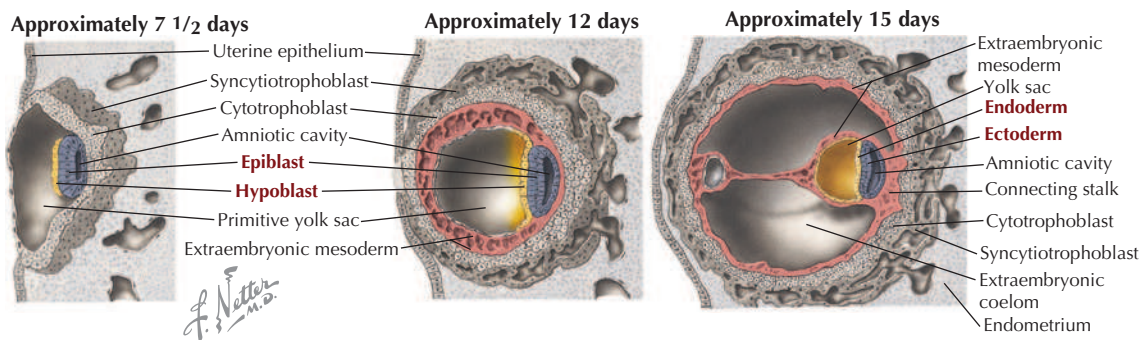 Approximately 7 1/2 days
Approximately 12 days
Approximately 15 days
Uterine epithelium
Syncytiotrophoblast
Cytotrophoblast
Amniotic cavity
Epiblast
Hypoblast
Primitive yolk sac
Extraembryonic mesoderm
Extraembryonic
mesoderm
Yolk sac
Endoderm
Ectoderm
Amniotic cavity
Connecting stalk
Cytotrophoblast
Syncytiotrophoblast
Extraembryonic
coelom
Endometrium
F. Netter
M.D.